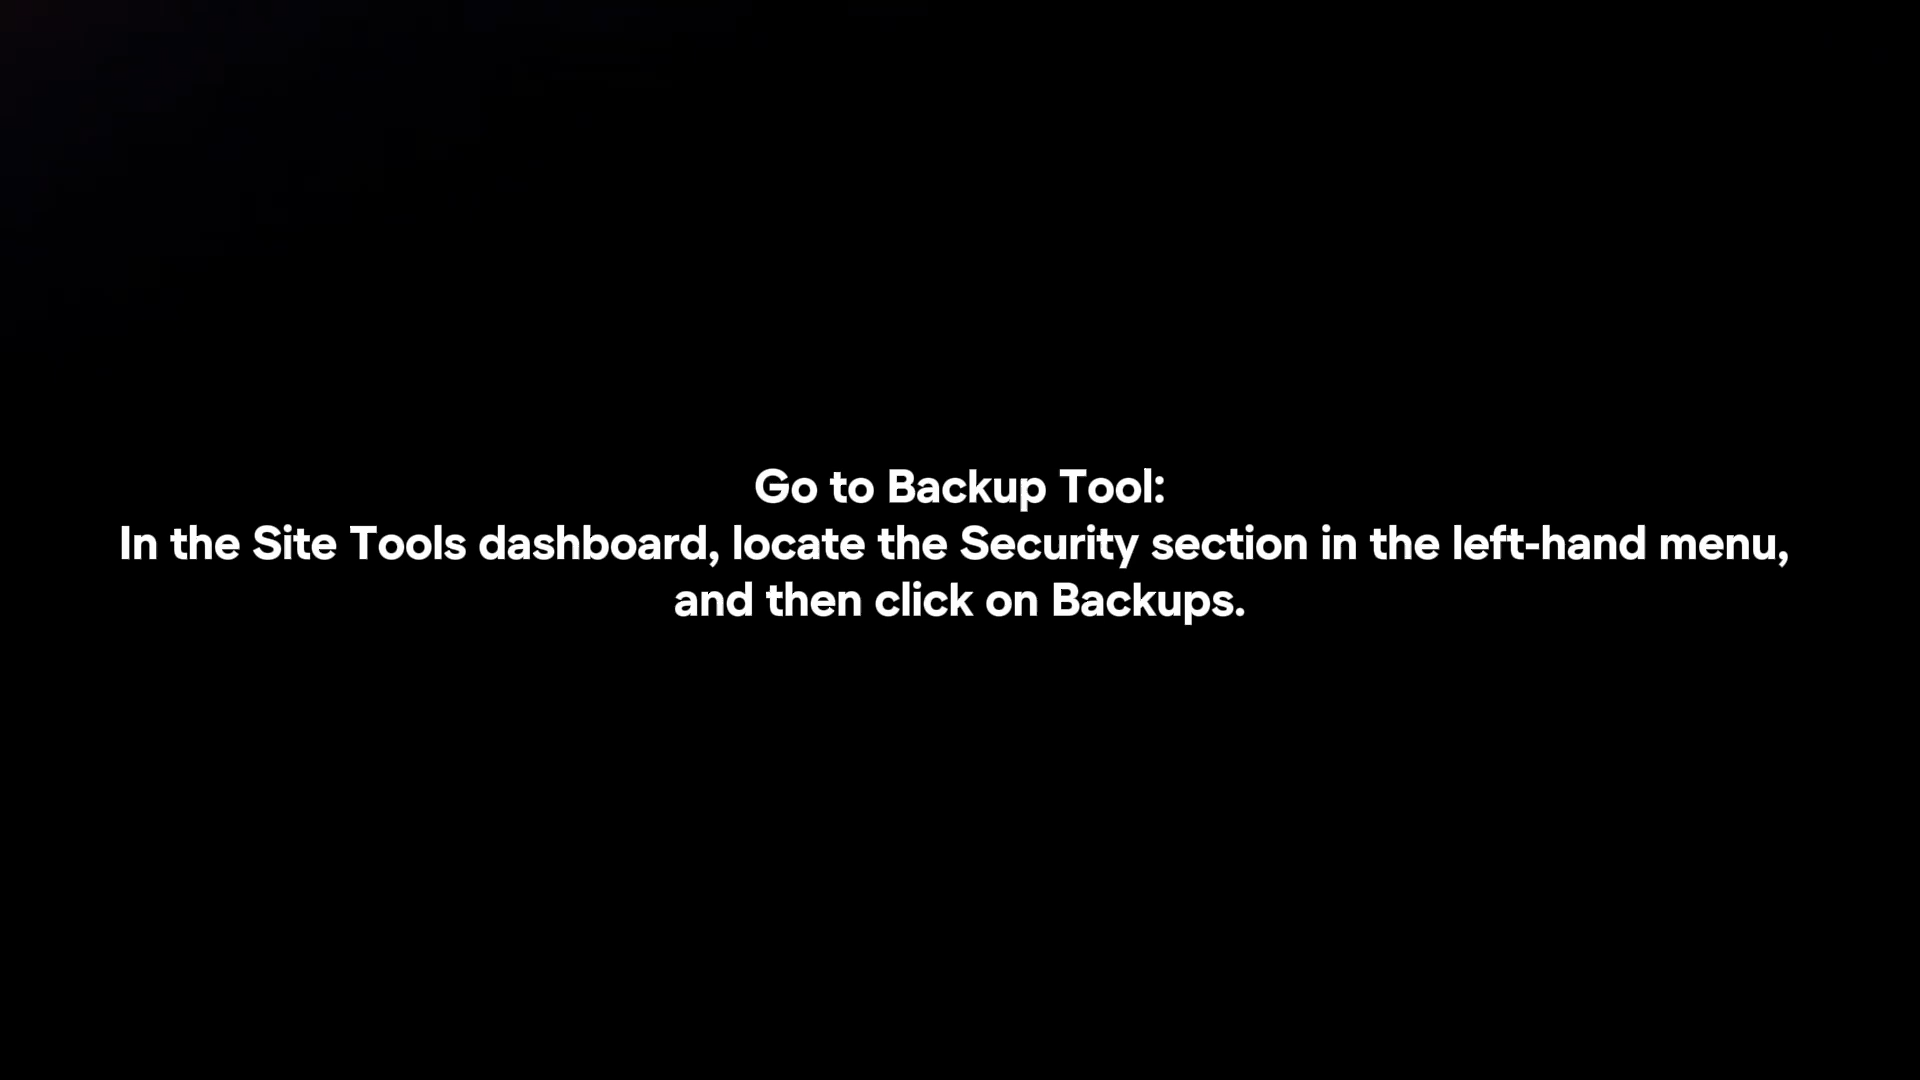 Go to Backup Tool:
In the Site Tools dashboard, locate the Security section in the left-hand menu,
and then click on Backups.